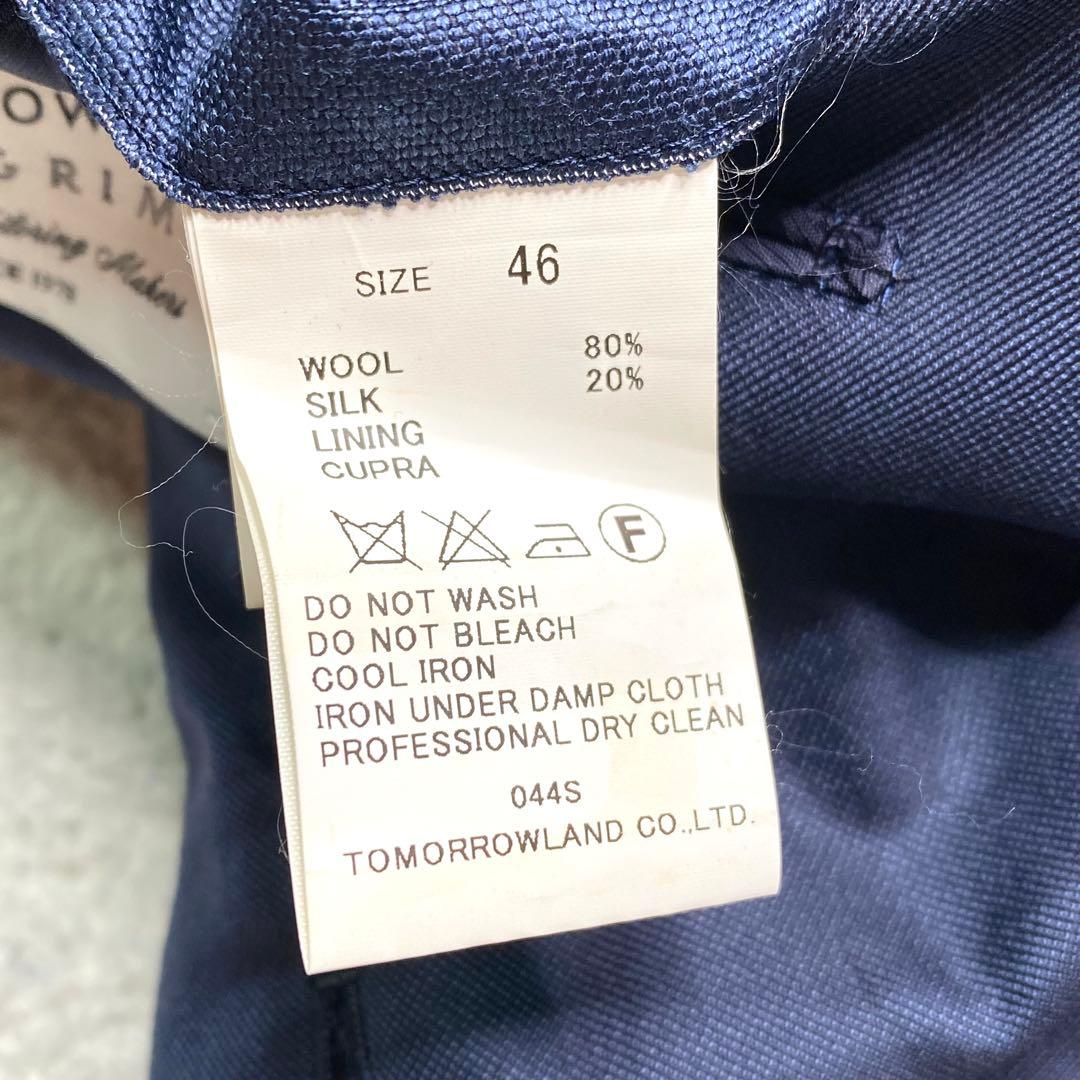 SIZE 46
WOOL 80%
SILK 20%
LINING
CUPRA
F
DO NOT WASH
DO NOT BLEACH
COOL IRON
IRON UNDER DAMP CLOTH
PROFESSIONAL DRY CLEAN
044S
TOMORROWLAND CO.,LTD.